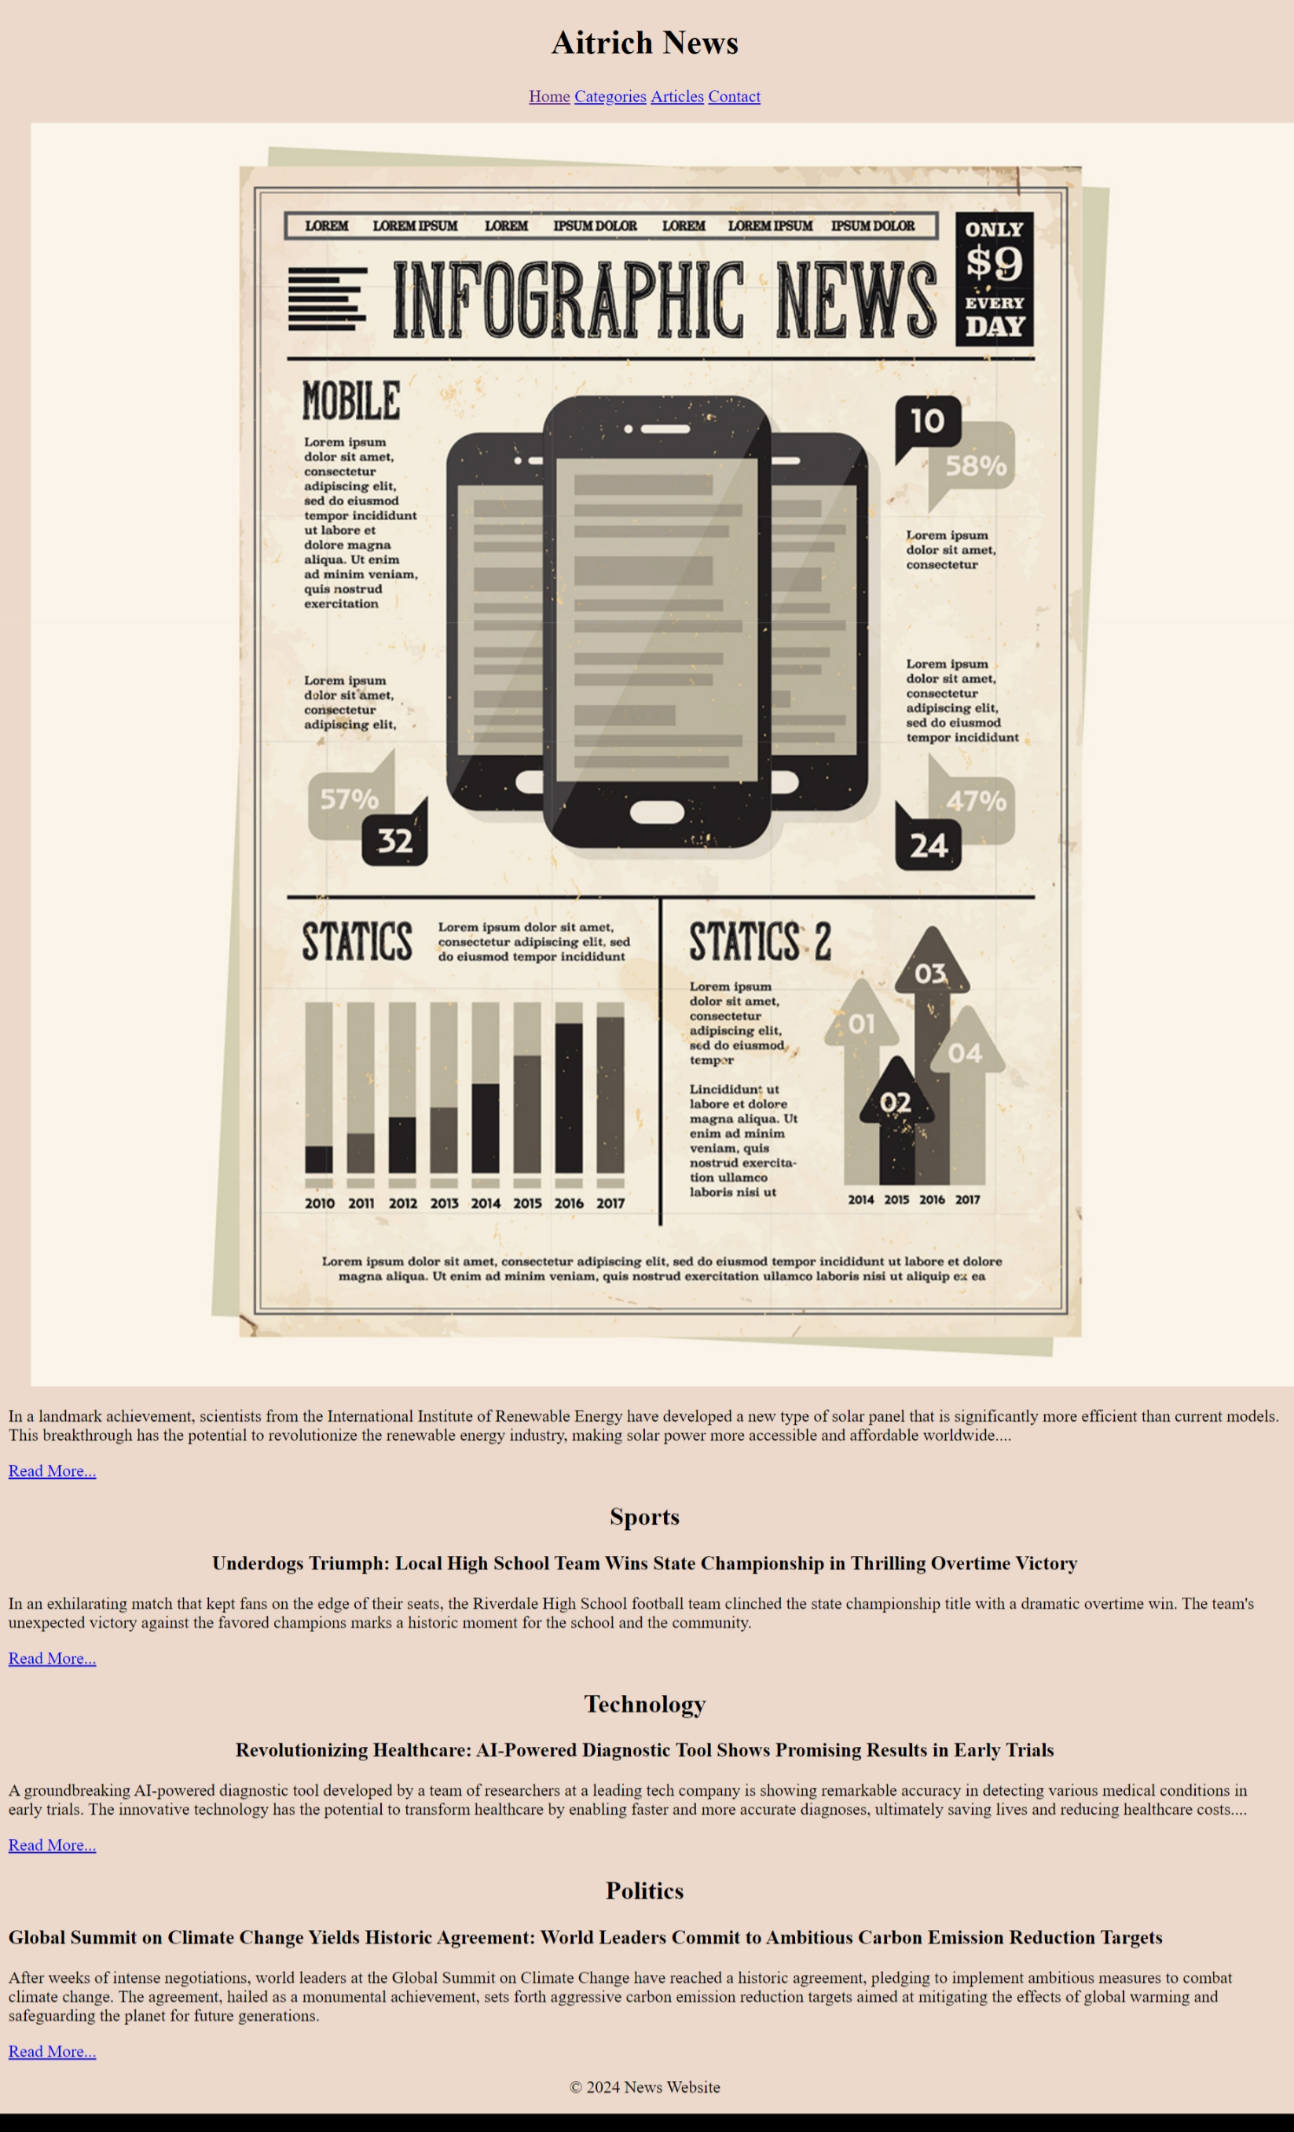 Aitrich News
Home Categories Articles Contact
LOREM LOREM IPSUM LOREM IPSUM DOLOR LOREM LOREM IPSUM IPSUM DOLOR
ONLY
$9
EVERY
DAY
INFOGRAPHIC NEWS
MOBILE
Lorem ipsum
dolor sit amet,
consectetur
adipiscing elit,
sed do eiusmod
tempor incididunt
ut labore et
dolore magna
aliqua. Ut enim
ad minim veniam,
quis nostrud
exercitation
Lorem ipsum
dolor sit amet,
consectetur
adipiscing elit,
57%
32
10
58%
Lorem ipsum
dolor sit amet,
consectetur
Lorem ipsum
dolor sit amet,
consectetur
adipiscing elit,
sed do eiusmod
tempor incididunt
47%
24
STATICS
Lorem ipsum dolor sit amet,
consectetur adipiscing elit, sed
do eiusmod tempor incididunt
2010 2011 2012 2013 2014 2015 2016 2017
STATICS 2
Lorem ipsum
dolor sit amet,
consectetur
adipiscing elit,
sed do eiusmod
tempor
Lincididunt ut
labore et dolore
magna aliqua. Ut
enim ad minim
veniam, quis
nostrud exercita-
tion ullamco
laboris nisi ut
03
01
04
02
2014 2015 2016 2017
Lorem ipsum dolor sit amet, consectetur adipiscing elit, sed do eiusmod tempor incididunt ut labore et dolore
magna aliqua. Ut enim ad minim veniam, quis nostrud exercitation ullamco laboris nisi ut aliquip ex ea
In a landmark achievement, scientists from the International Institute of Renewable Energy have developed a new type of solar panel that is significantly more efficient than current models.
This breakthrough has the potential to revolutionize the renewable energy industry, making solar power more accessible and affordable worldwide....
Read More...
Sports
Underdogs Triumph: Local High School Team Wins State Championship in Thrilling Overtime Victory
In an exhilarating match that kept fans on the edge of their seats, the Riverdale High School football team clinched the state championship title with a dramatic overtime win. The team's
unexpected victory against the favored champions marks a historic moment for the school and the community.
Read More...
Technology
Revolutionizing Healthcare: AI-Powered Diagnostic Tool Shows Promising Results in Early Trials
A groundbreaking AI-powered diagnostic tool developed by a team of researchers at a leading tech company is showing remarkable accuracy in detecting various medical conditions in
early trials. The innovative technology has the potential to transform healthcare by enabling faster and more accurate diagnoses, ultimately saving lives and reducing healthcare costs....
Read More...
Politics
Global Summit on Climate Change Yields Historic Agreement: World Leaders Commit to Ambitious Carbon Emission Reduction Targets
After weeks of intense negotiations, world leaders at the Global Summit on Climate Change have reached a historic agreement, pledging to implement ambitious measures to combat
climate change. The agreement, hailed as a monumental achievement, sets forth aggressive carbon emission reduction targets aimed at mitigating the effects of global warming and
safeguarding the planet for future generations.
Read More...
© 2024 News Website